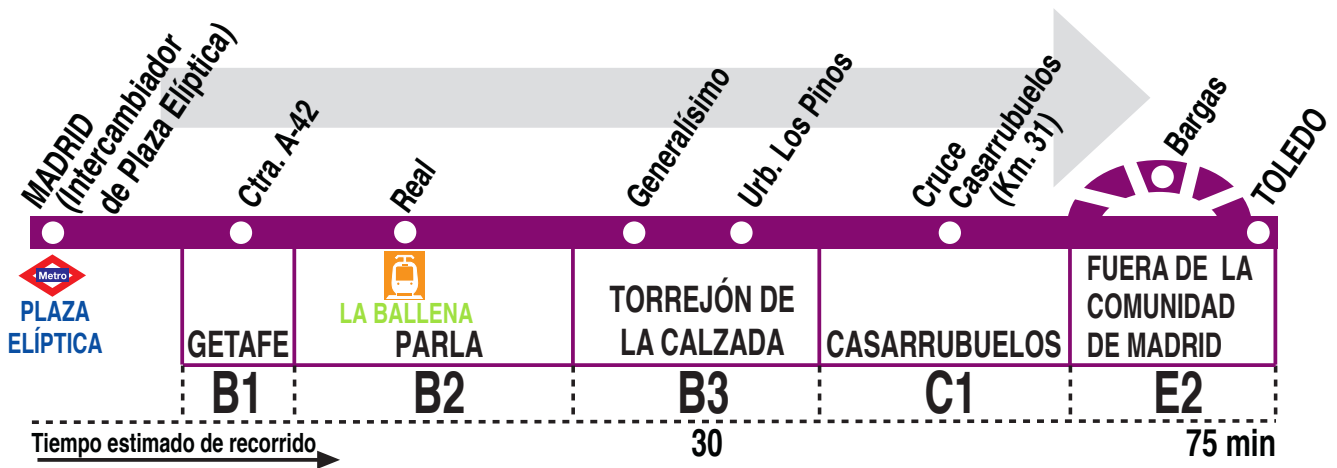 MADRID
(Intercambiador
de Plaza Elíptica)
Ctra. A-42
Real
Generalísimo
Urb. Los Pinos
Cruce
Casarrubuelos
(Km. 31)
Bargas
TOLEDO
Metro
PLAZA
ELÍPTICA
LA BALLENA
GETAFE
PARLA
TORREJÓN DE
LA CALZADA
CASARRUBUELOS
FUERA DE LA
COMUNIDAD
DE MADRID
B1
B2
B3
C1
E2
Tiempo estimado de recorrido
30
75 min